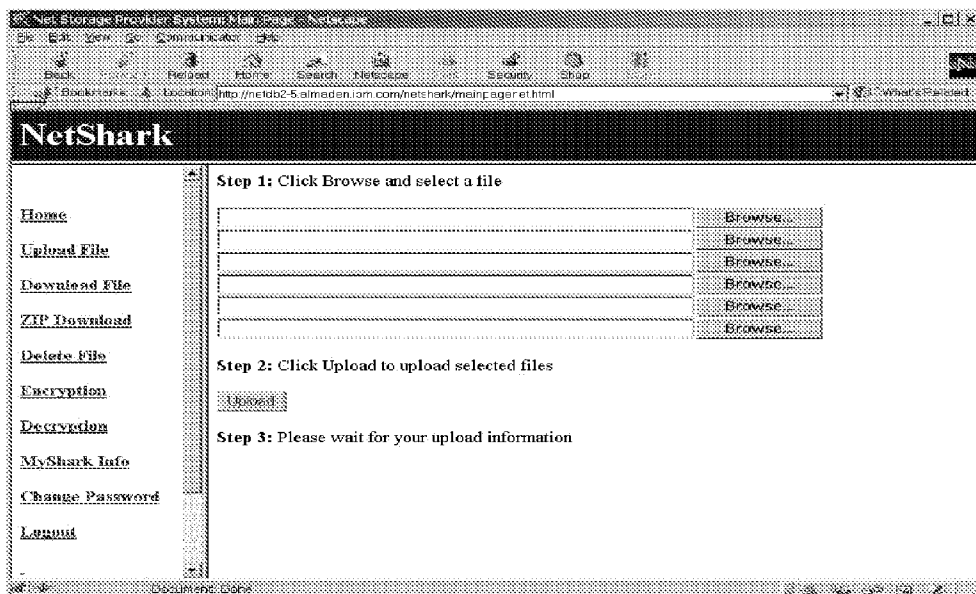 Net Storage Provider System: Main Page - Netscape
File Edit View Go Communicator Help
Back Reload Home Search Netscape Security Shop
Bookmarks Location: http://netdb2-5.almaden.ibm.com/netshark/mainpagenet.html What's Related
NetShark
Home
Upload File
Download File
ZIP Download
Delete File
Encryption
Decryption
MyShark Info
Change Password
Logout
Step 1: Click Browse and select a file
Browse...
Browse...
Browse...
Browse...
Browse...
Browse...
Step 2: Click Upload to upload selected files
Upload
Step 3: Please wait for your upload information
Document: Done